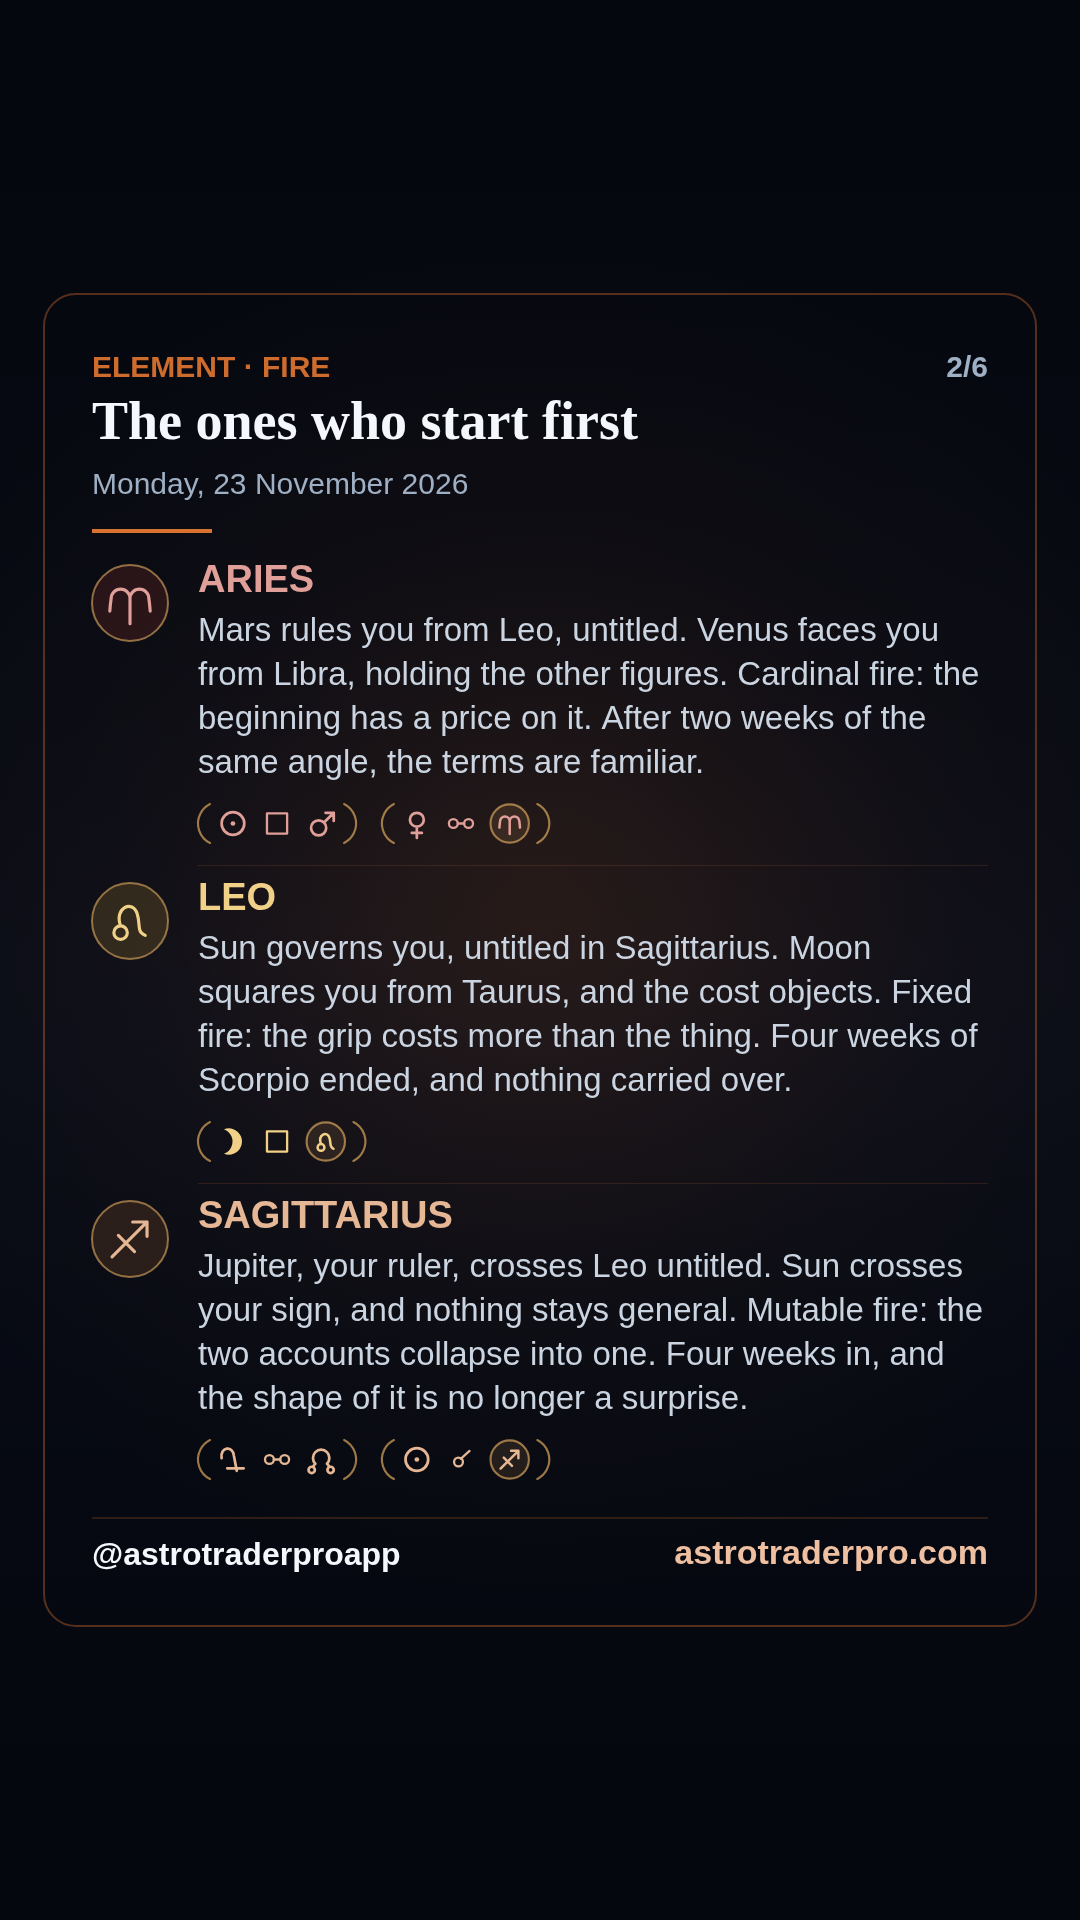 ELEMENT · FIRE
2/6
The ones who start first
Monday, 23 November 2026
ARIES
Mars rules you from Leo, untitled. Venus faces you
from Libra, holding the other figures. Cardinal fire: the
beginning has a price on it. After two weeks of the
same angle, the terms are familiar.
LEO
Sun governs you, untitled in Sagittarius. Moon
squares you from Taurus, and the cost objects. Fixed
fire: the grip costs more than the thing. Four weeks of
Scorpio ended, and nothing carried over.
SAGITTARIUS
Jupiter, your ruler, crosses Leo untitled. Sun crosses
your sign, and nothing stays general. Mutable fire: the
two accounts collapse into one. Four weeks in, and
the shape of it is no longer a surprise.
@astrotraderproapp
astrotraderpro.com